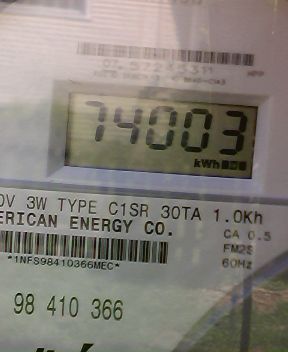 74003
kWh
0V 3W TYPE C1SR 30TA 1.0Kh
ERICAN ENERGY CO.
CA 0.5
FM2S
*1NFS98410366MEC*
60Hz
98 410 366